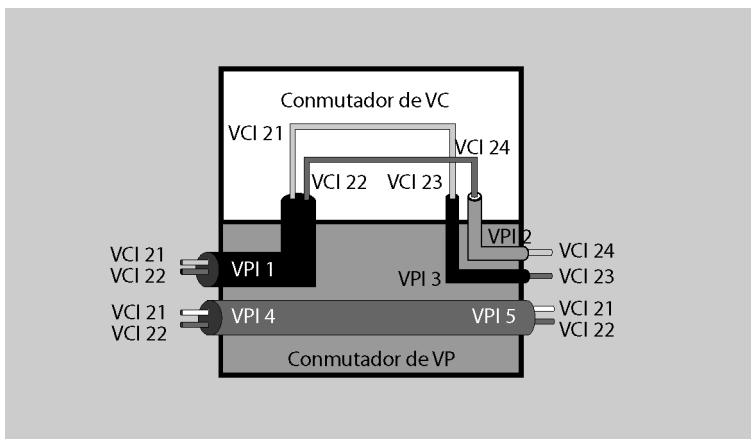 Conmutador de VC
VCI 21
VCI 24
VCI 22
VCI 23
VPI 2
VCI 21
VCI 24
VCI 22
VPI 1
VPI 3
VCI 23
VCI 21
VPI 4
VPI 5
VCI 21
VCI 22
VCI 22
Conmutador de VP